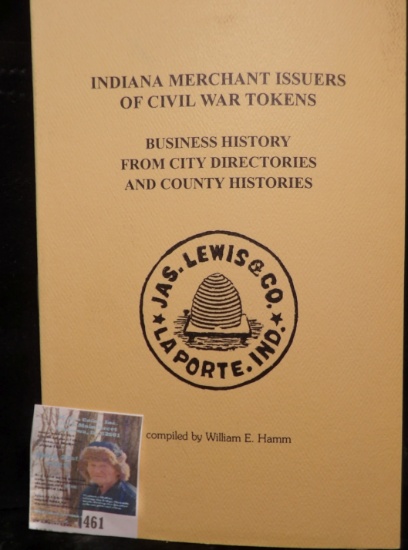 INDIANA MERCHANT ISSUERS
OF CIVIL WAR TOKENS
BUSINESS HISTORY
FROM CITY DIRECTORIES
AND COUNTY HISTORIES
JAS. LEWIS & CO.
LA PORTE. IND.
compiled by William E. Hamm
461